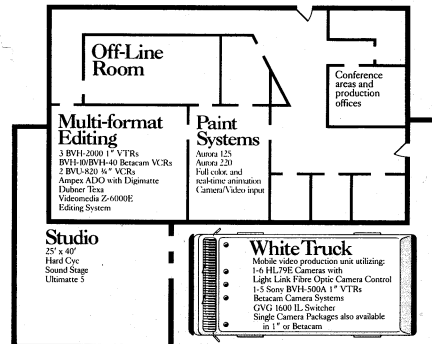 Off-Line
Room
Conference
areas and
production
offices
Multi-format
Editing
3 BVH-2000 1" VTRs
BVH-10/BVH-40 Betacam VCRs
2 BVU-820 ¾" VCRs
Ampex ADO with Digimatte
Dubner Texa
Videomedia Z-6000E
Editing System
Paint
Systems
Aurora 125
Aurora 220
Full color, and
real-time animation
Camera/Video input
Studio
25' x 40'
Hard Cyc
Sound Stage
Ultimatte 5
White Truck
Mobile video production unit utilizing:
1-6 HL79E Cameras with
Light Link Fibre Optic Camera Control
1-5 Sony BVH-500A 1" VTRs
Betacam Camera Systems
GVG 1600 1L Switcher
Single Camera Packages also available
in 1" or Betacam